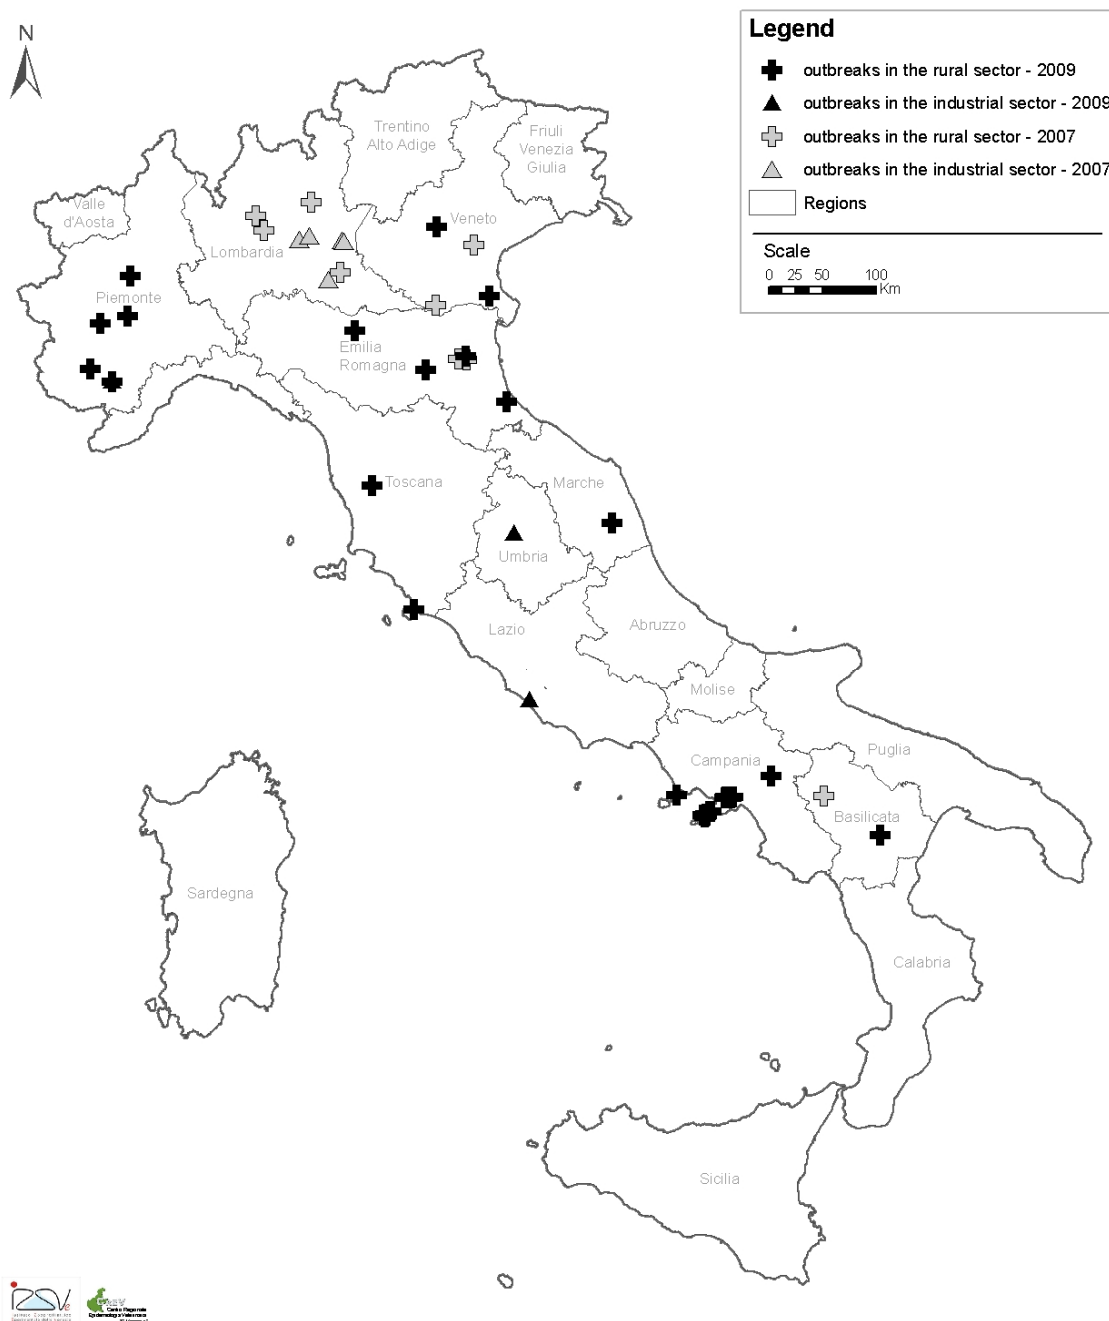 N
Legend
outbreaks in the rural sector - 2009
outbreaks in the industrial sector - 2009
outbreaks in the rural sector - 2007
outbreaks in the industrial sector - 2007
Regions
Scale
0 25 50 100
Km
Trentino
Alto Adige
Friuli
Venezia
Giulia
Valle
d'Aosta
Veneto
Lombardia
Piemonte
Emilia
Romagna
Toscana
Marche
Umbria
Lazio
Abruzzo
Molise
Campania
Puglia
Basilicata
Sardegna
Calabria
Sicilia
Centro Regionale